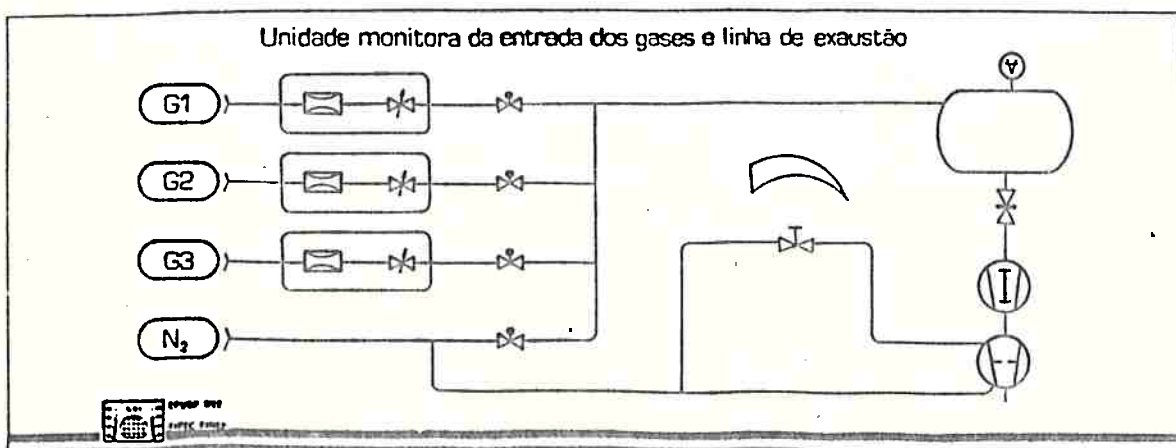 Unidade monitora da entrada dos gases e linha de exaustão
G1
G2
G3
N₂